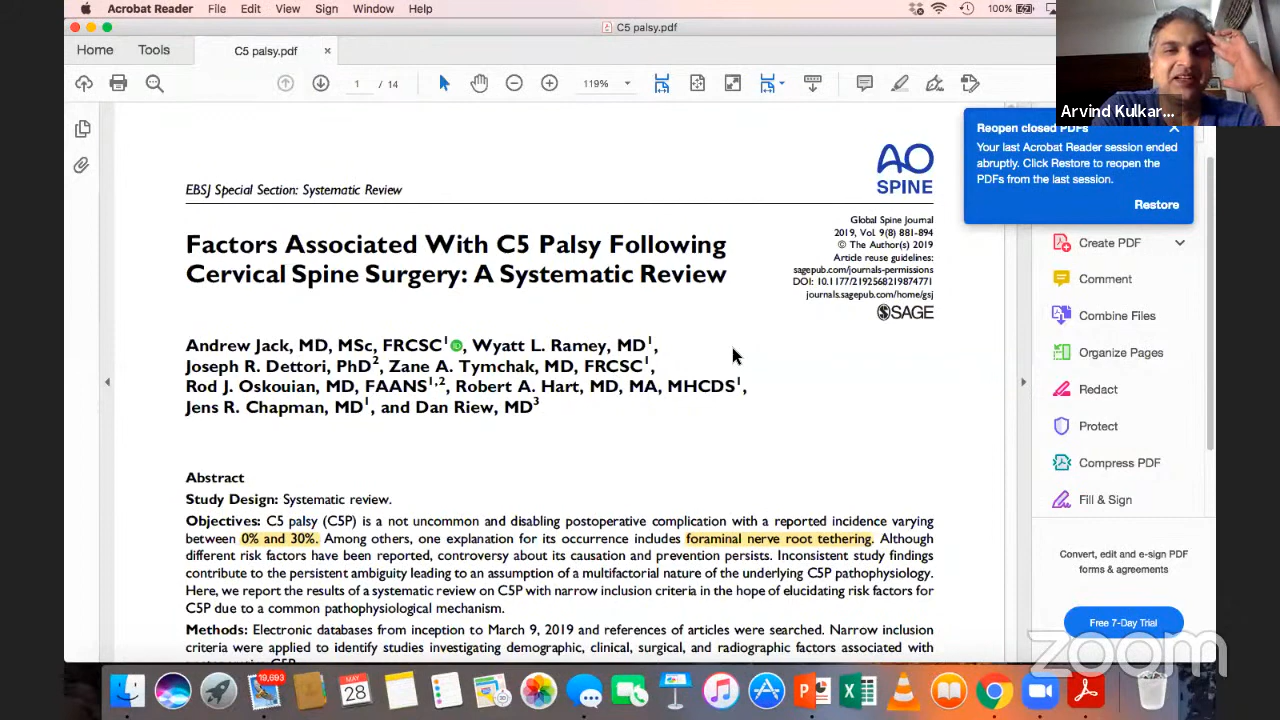 Acrobat Reader File Edit View Sign Window Help 100%
C5 palsy.pdf
Home Tools C5 palsy.pdf ×
1 / 14 119%
Arvind Kulkar...
Reopen closed PDFs
Your last Acrobat Reader session ended
abruptly. Click Restore to reopen the
PDFs from the last session.
Restore
AO
SPINE
EBSJ Special Section: Systematic Review
Global Spine Journal
2019, Vol. 9(8) 881-894
© The Author(s) 2019
Article reuse guidelines:
sagepub.com/journals-permissions
DOI: 10.1177/2192568219874771
journals.sagepub.com/home/gsj
SAGE
Factors Associated With C5 Palsy Following
Cervical Spine Surgery: A Systematic Review
Andrew Jack, MD, MSc, FRCSC1 iD, Wyatt L. Ramey, MD1,
Joseph R. Dettori, PhD2, Zane A. Tymchak, MD, FRCSC1,
Rod J. Oskouian, MD, FAANS1,2, Robert A. Hart, MD, MA, MHCDS1,
Jens R. Chapman, MD1, and Dan Riew, MD3
Abstract
Study Design: Systematic review.
Objectives: C5 palsy (C5P) is a not uncommon and disabling postoperative complication with a reported incidence varying
between 0% and 30%. Among others, one explanation for its occurrence includes foraminal nerve root tethering. Although
different risk factors have been reported, controversy about its causation and prevention persists. Inconsistent study findings
contribute to the persistent ambiguity leading to an assumption of a multifactorial nature of the underlying C5P pathophysiology.
Here, we report the results of a systematic review on C5P with narrow inclusion criteria in the hope of elucidating risk factors for
C5P due to a common pathophysiological mechanism.
Methods: Electronic databases from inception to March 9, 2019 and references of articles were searched. Narrow inclusion
criteria were applied to identify studies investigating demographic, clinical, surgical, and radiographic factors associated with
Create PDF
Comment
Combine Files
Organize Pages
Redact
Protect
Compress PDF
Fill & Sign
Convert, edit and e-sign PDF
forms & agreements
Free 7-Day Trial
zoom
19,693
MAY
28